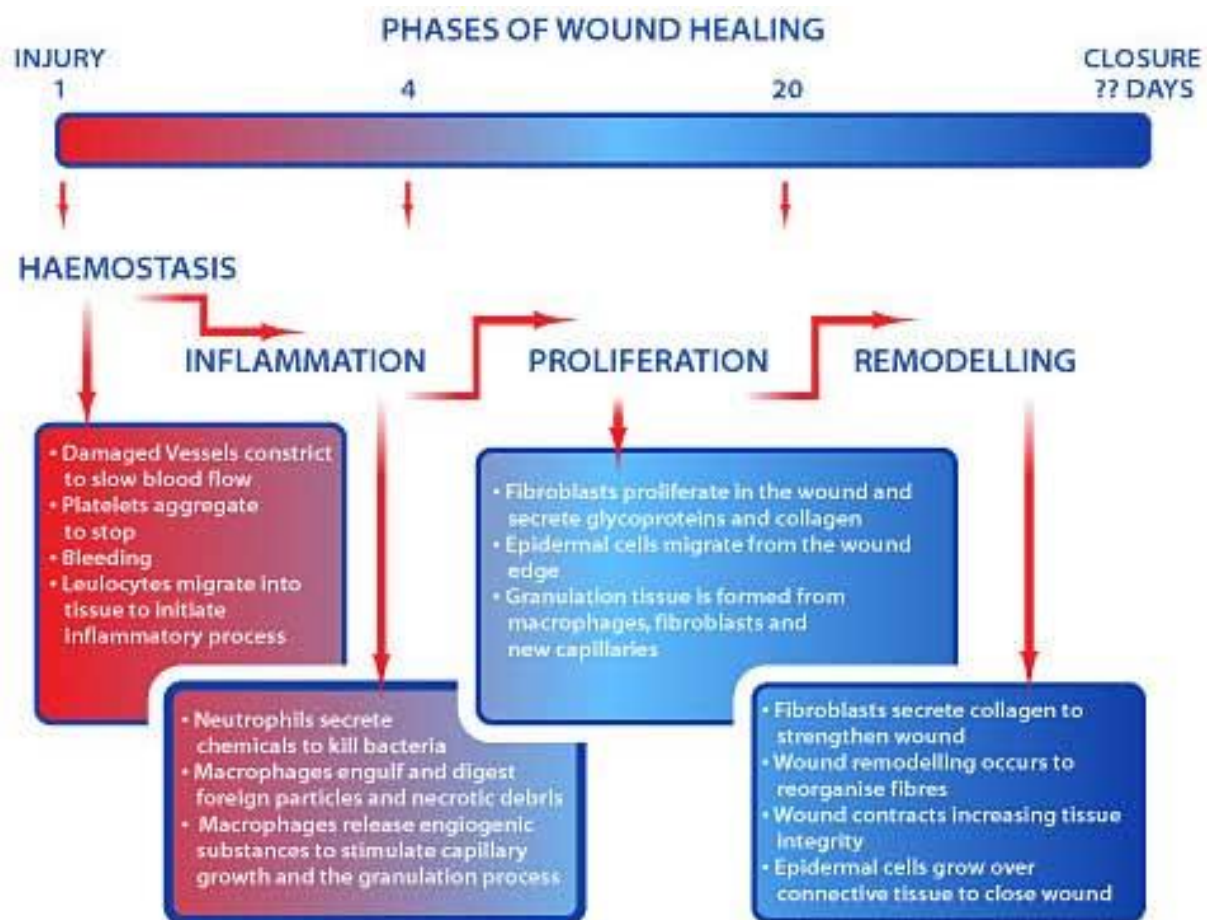 PHASES OF WOUND HEALING
INJURY
1
4
20
CLOSURE
?? DAYS
HAEMOSTASIS
INFLAMMATION
PROLIFERATION
REMODELLING
• Damaged Vessels constrict
to slow blood flow
• Platelets aggregate
to stop
• Bleeding
• Leulocytes migrate into
tissue to initiate
inflammatory process
• Neutrophils secrete
chemicals to kill bacteria
• Macrophages engulf and digest
foreign particles and necrotic debris
• Macrophages release engiogenic
substances to stimulate capillary
growth and the granulation process
• Fibroblasts proliferate in the wound and
secrete glycoproteins and collagen
• Epidermal cells migrate from the wound
edge
• Granulation tissue is formed from
macrophages, fibroblasts and
new capillaries
• Fibroblasts secrete collagen to
strengthen wound
• Wound remodelling occurs to
reorganise fibres
• Wound contracts increasing tissue
integrity
• Epidermal cells grow over
connective tissue to close wound